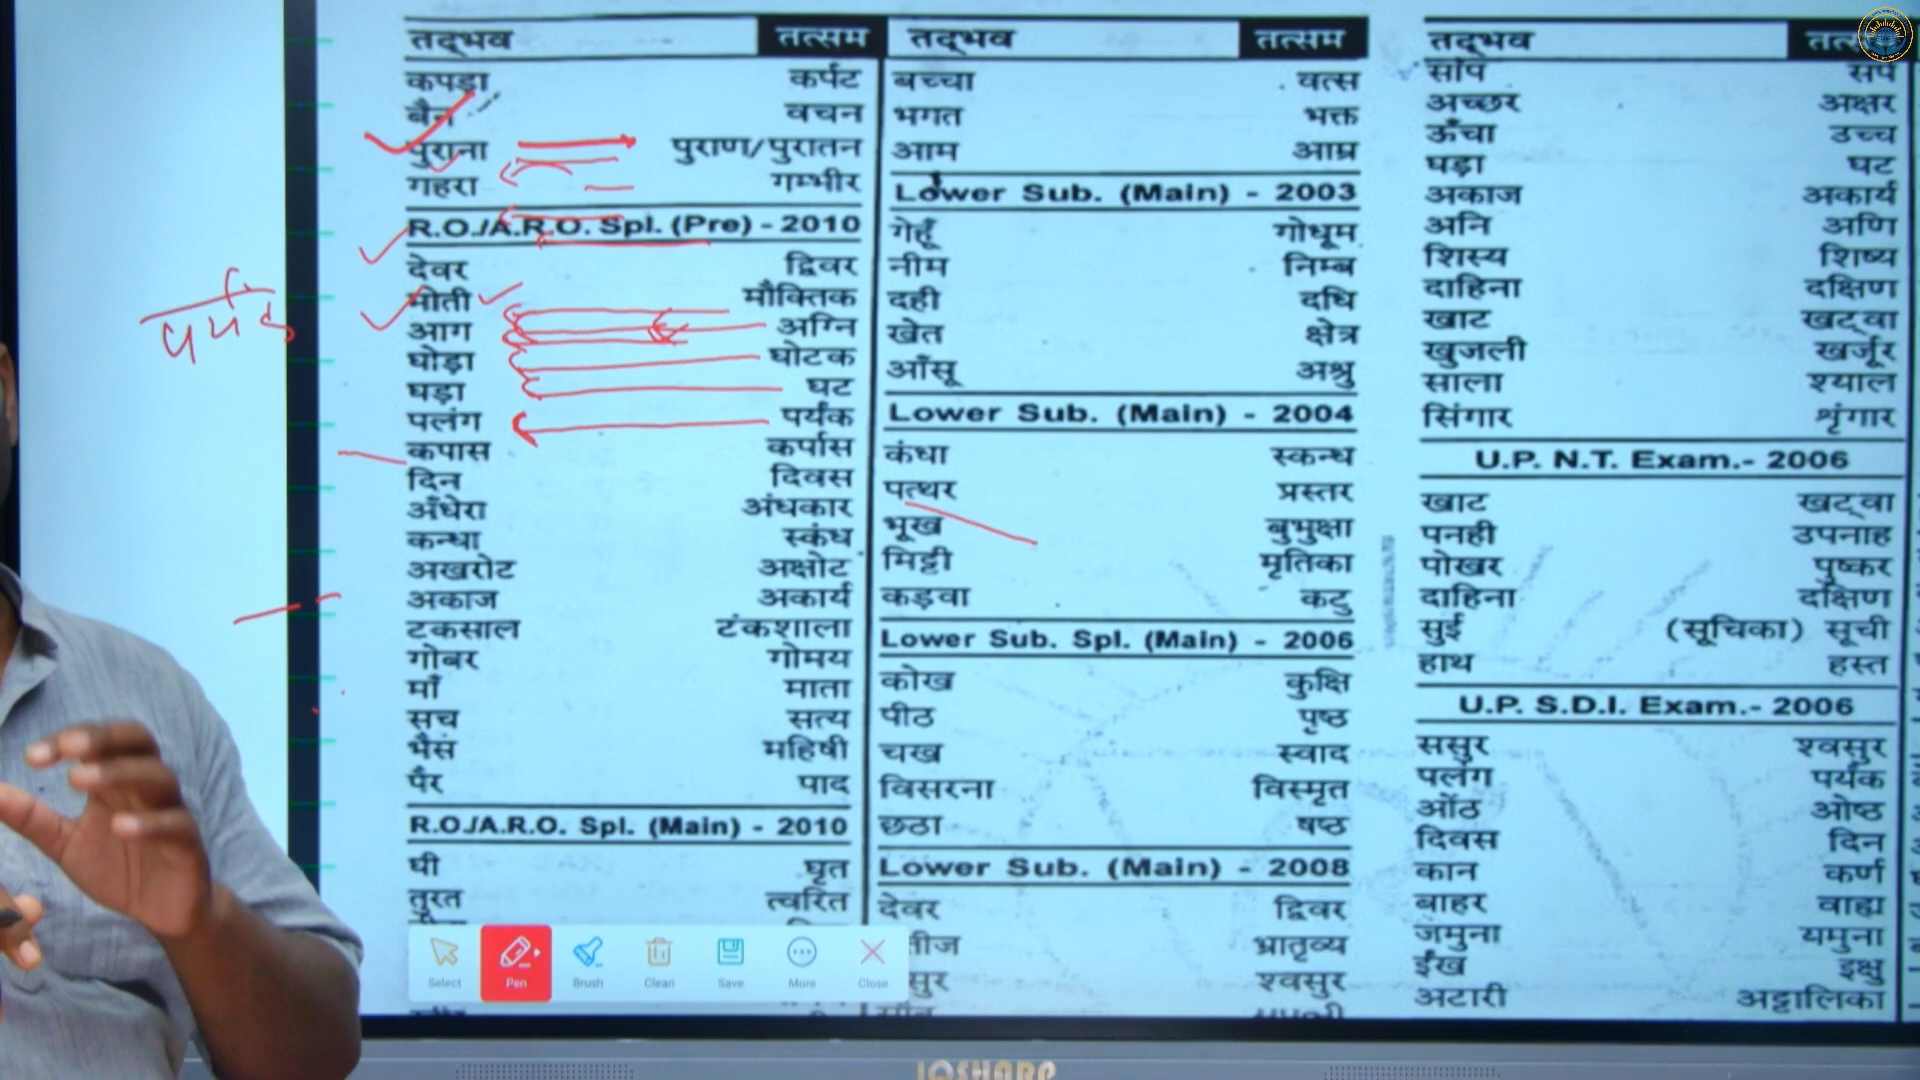 तद्भव तत्सम
कपड़ा कर्पट
बैन वचन
पुराना पुराण/पुरातन
गहरा गम्भीर
R.O./A.R.O. Spl. (Pre) - 2010
देवर द्विवर
मोती मौक्तिक
आग अग्नि
घोड़ा घोटक
घड़ा घट
पलंग पर्यंक
कपास कर्पास
दिन दिवस
अँधेरा अंधकार
कन्धा स्कंध
अखरोट अक्षोट
अकाज अकार्य
टकसाल टंकशाला
गोबर गोमय
माँ माता
सच सत्य
भैंस महिषी
पैर पाद
R.O./A.R.O. Spl. (Main) - 2010
घी घृत
तुरत त्वरित
तद्भव तत्सम
बच्चा वत्स
भगत भक्त
आम आम्र
Lower Sub. (Main) - 2003
गेहूँ गोधूम
नीम निम्ब
दही दधि
खेत क्षेत्र
आँसू अश्रु
Lower Sub. (Main) - 2004
कंधा स्कन्ध
पत्थर प्रस्तर
भूख बुभुक्षा
मिट्टी मृतिका
कड़वा कटु
Lower Sub. Spl. (Main) - 2006
कोख कुक्षि
पीठ पृष्ठ
चख स्वाद
विसरना विस्मृत
छठा षष्ठ
Lower Sub. (Main) - 2008
देवर द्विवर
तीज भ्रातृव्य
सुर श्वसुर
तद्भव
सांप सर्प
अच्छर अक्षर
ऊँचा उच्च
घड़ा घट
अकाज अकार्य
अनि अणि
शिस्य शिष्य
दाहिना दक्षिण
खाट खट्वा
खुजली खर्जूर
साला श्याल
सिंगार शृंगार
U.P. N.T. Exam.- 2006
खाट खट्वा
पनही उपनाह
पोखर पुष्कर
दाहिना दक्षिण
सुई (सूचिका) सूची
हाथ हस्त
U.P. S.D.I. Exam.- 2006
ससुर श्वसुर
पलंग पर्यंक
ओंठ ओष्ठ
दिवस दिन
कान कर्ण
बाहर वाह्य
जमुना यमुना
ईख इक्षु
अटारी अट्टालिका
Select Pen Brush Clean Save More Close
IQSHARP